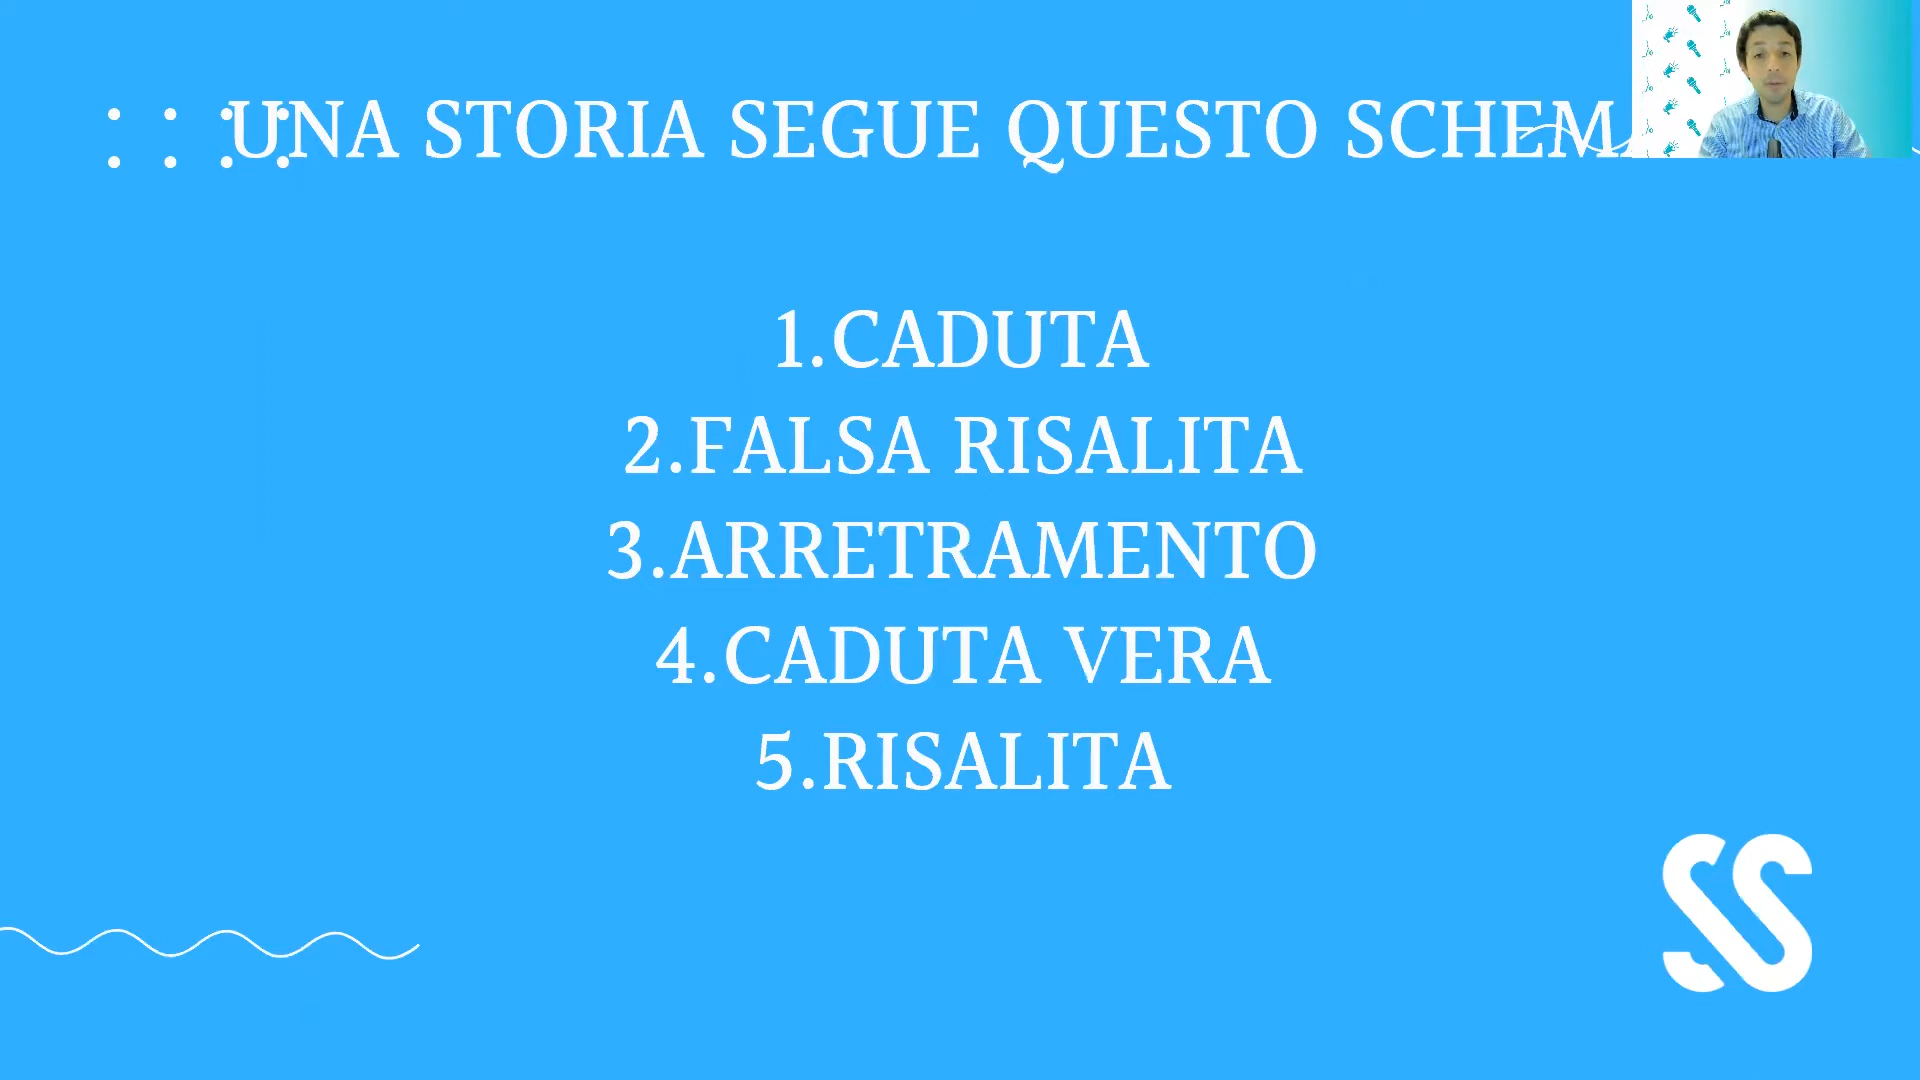 UNA STORIA SEGUE QUESTO SCHEMA
1.CADUTA
2.FALSA RISALITA
3.ARRETRAMENTO
4.CADUTA VERA
5.RISALITA